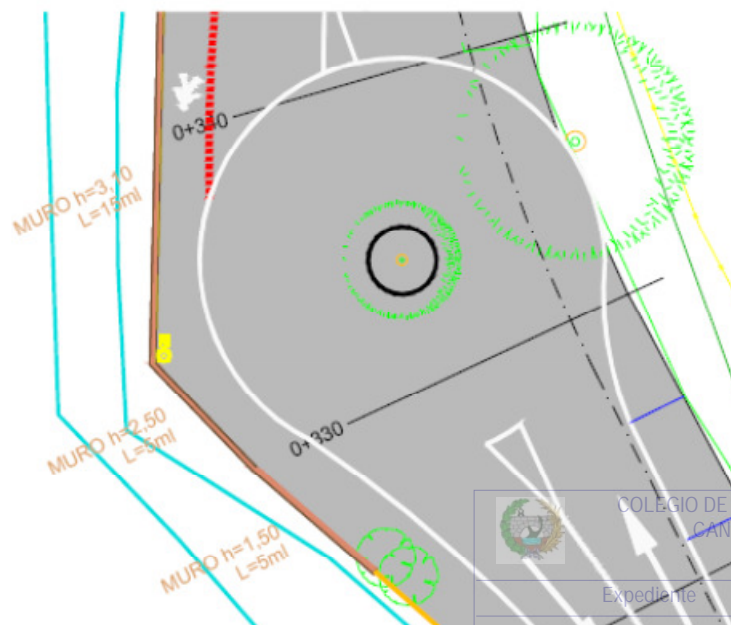 0+340
MURO h=3,10
L=15ml
0+330
MURO h=2,50
L=5ml
MURO h=1,50
L=5ml
COLEGIO DE
CAN
Expediente